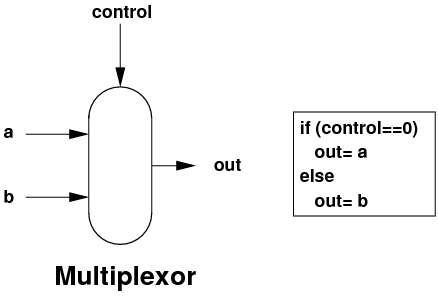 control
a
b
out
Multiplexor
if (control==0)
out= a
else
out= b